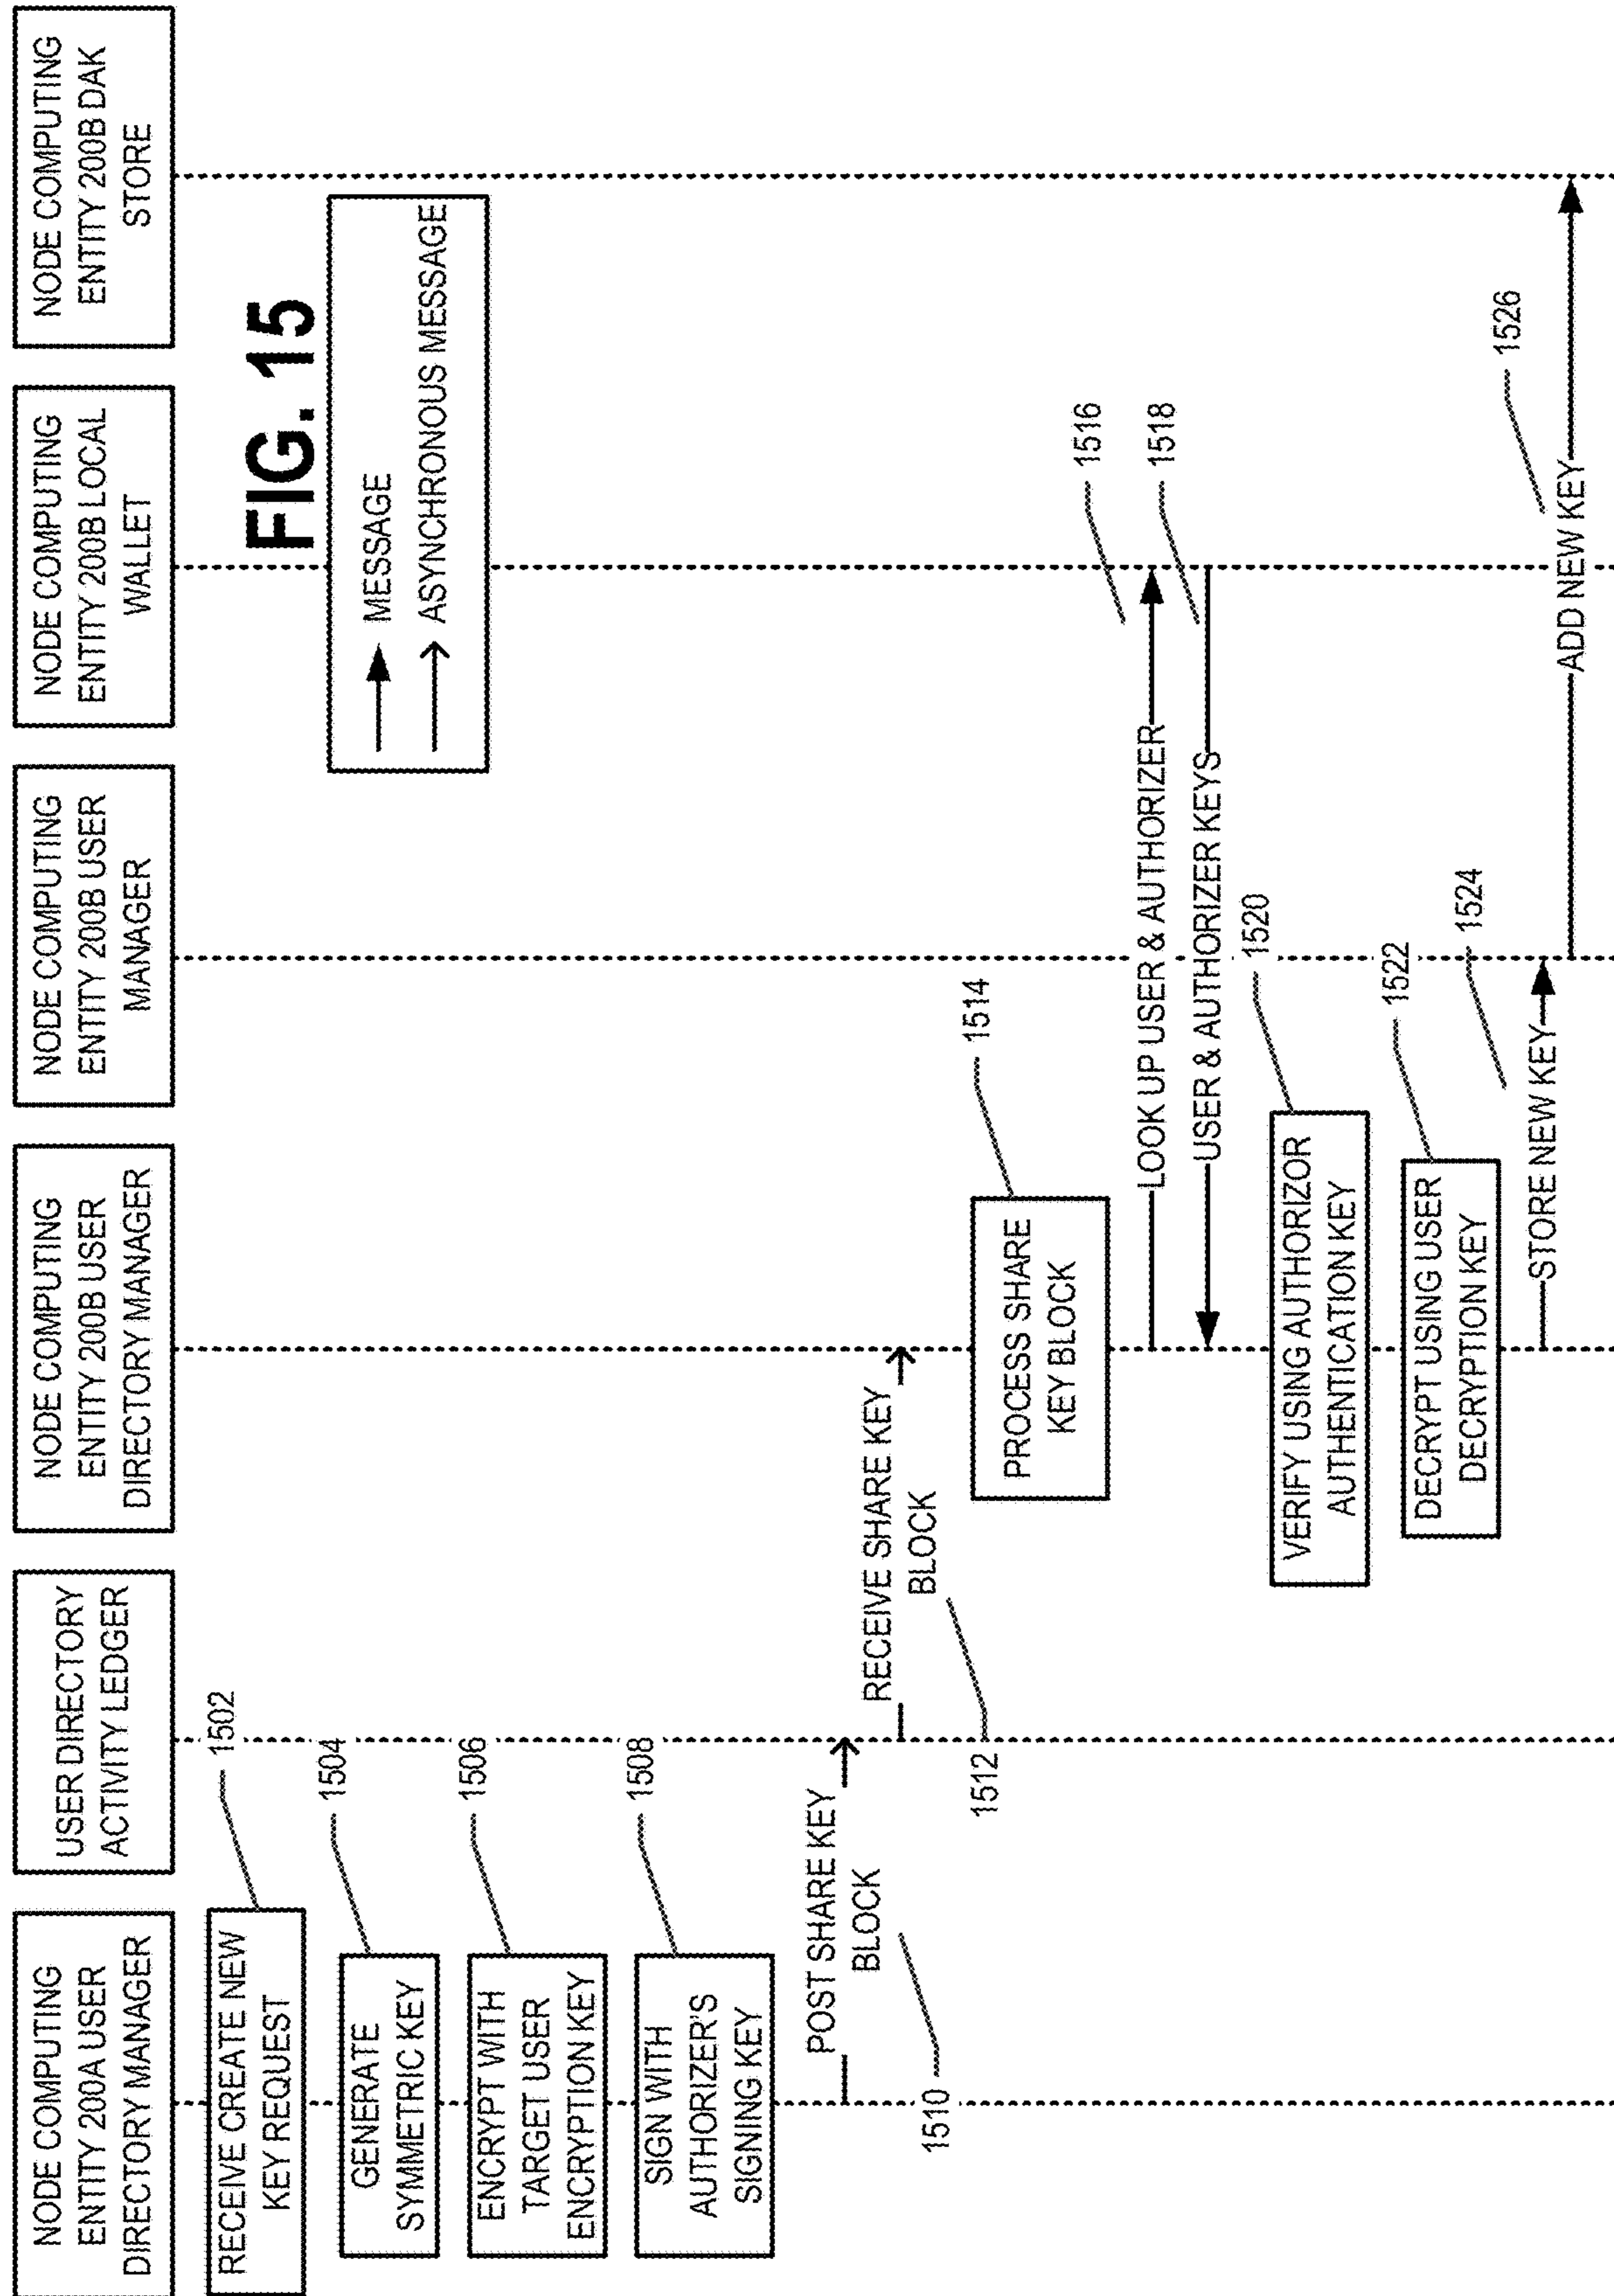 NODE COMPUTING
ENTITY 200A USER
DIRECTORY MANAGER
USER DIRECTORY
ACTIVITY LEDGER
NODE COMPUTING
ENTITY 200B USER
DIRECTORY MANAGER
NODE COMPUTING
ENTITY 200B USER
MANAGER
NODE COMPUTING
ENTITY 200B LOCAL
WALLET
NODE COMPUTING
ENTITY 200B DAK
STORE
FIG. 15
MESSAGE
ASYNCHRONOUS MESSAGE
RECEIVE CREATE NEW
KEY REQUEST
1502
GENERATE
SYMMETRIC KEY
1504
ENCRYPT WITH
TARGET USER
ENCRYPTION KEY
1506
SIGN WITH
AUTHORIZER'S
SIGNING KEY
1508
POST SHARE KEY
BLOCK
1510
RECEIVE SHARE KEY
BLOCK
1512
PROCESS SHARE
KEY BLOCK
1514
LOOK UP USER & AUTHORIZER
1516
USER & AUTHORIZER KEYS
1518
VERIFY USING AUTHORIZOR
AUTHENTICATION KEY
1520
DECRYPT USING USER
DECRYPTION KEY
1522
STORE NEW KEY
1524
ADD NEW KEY
1526